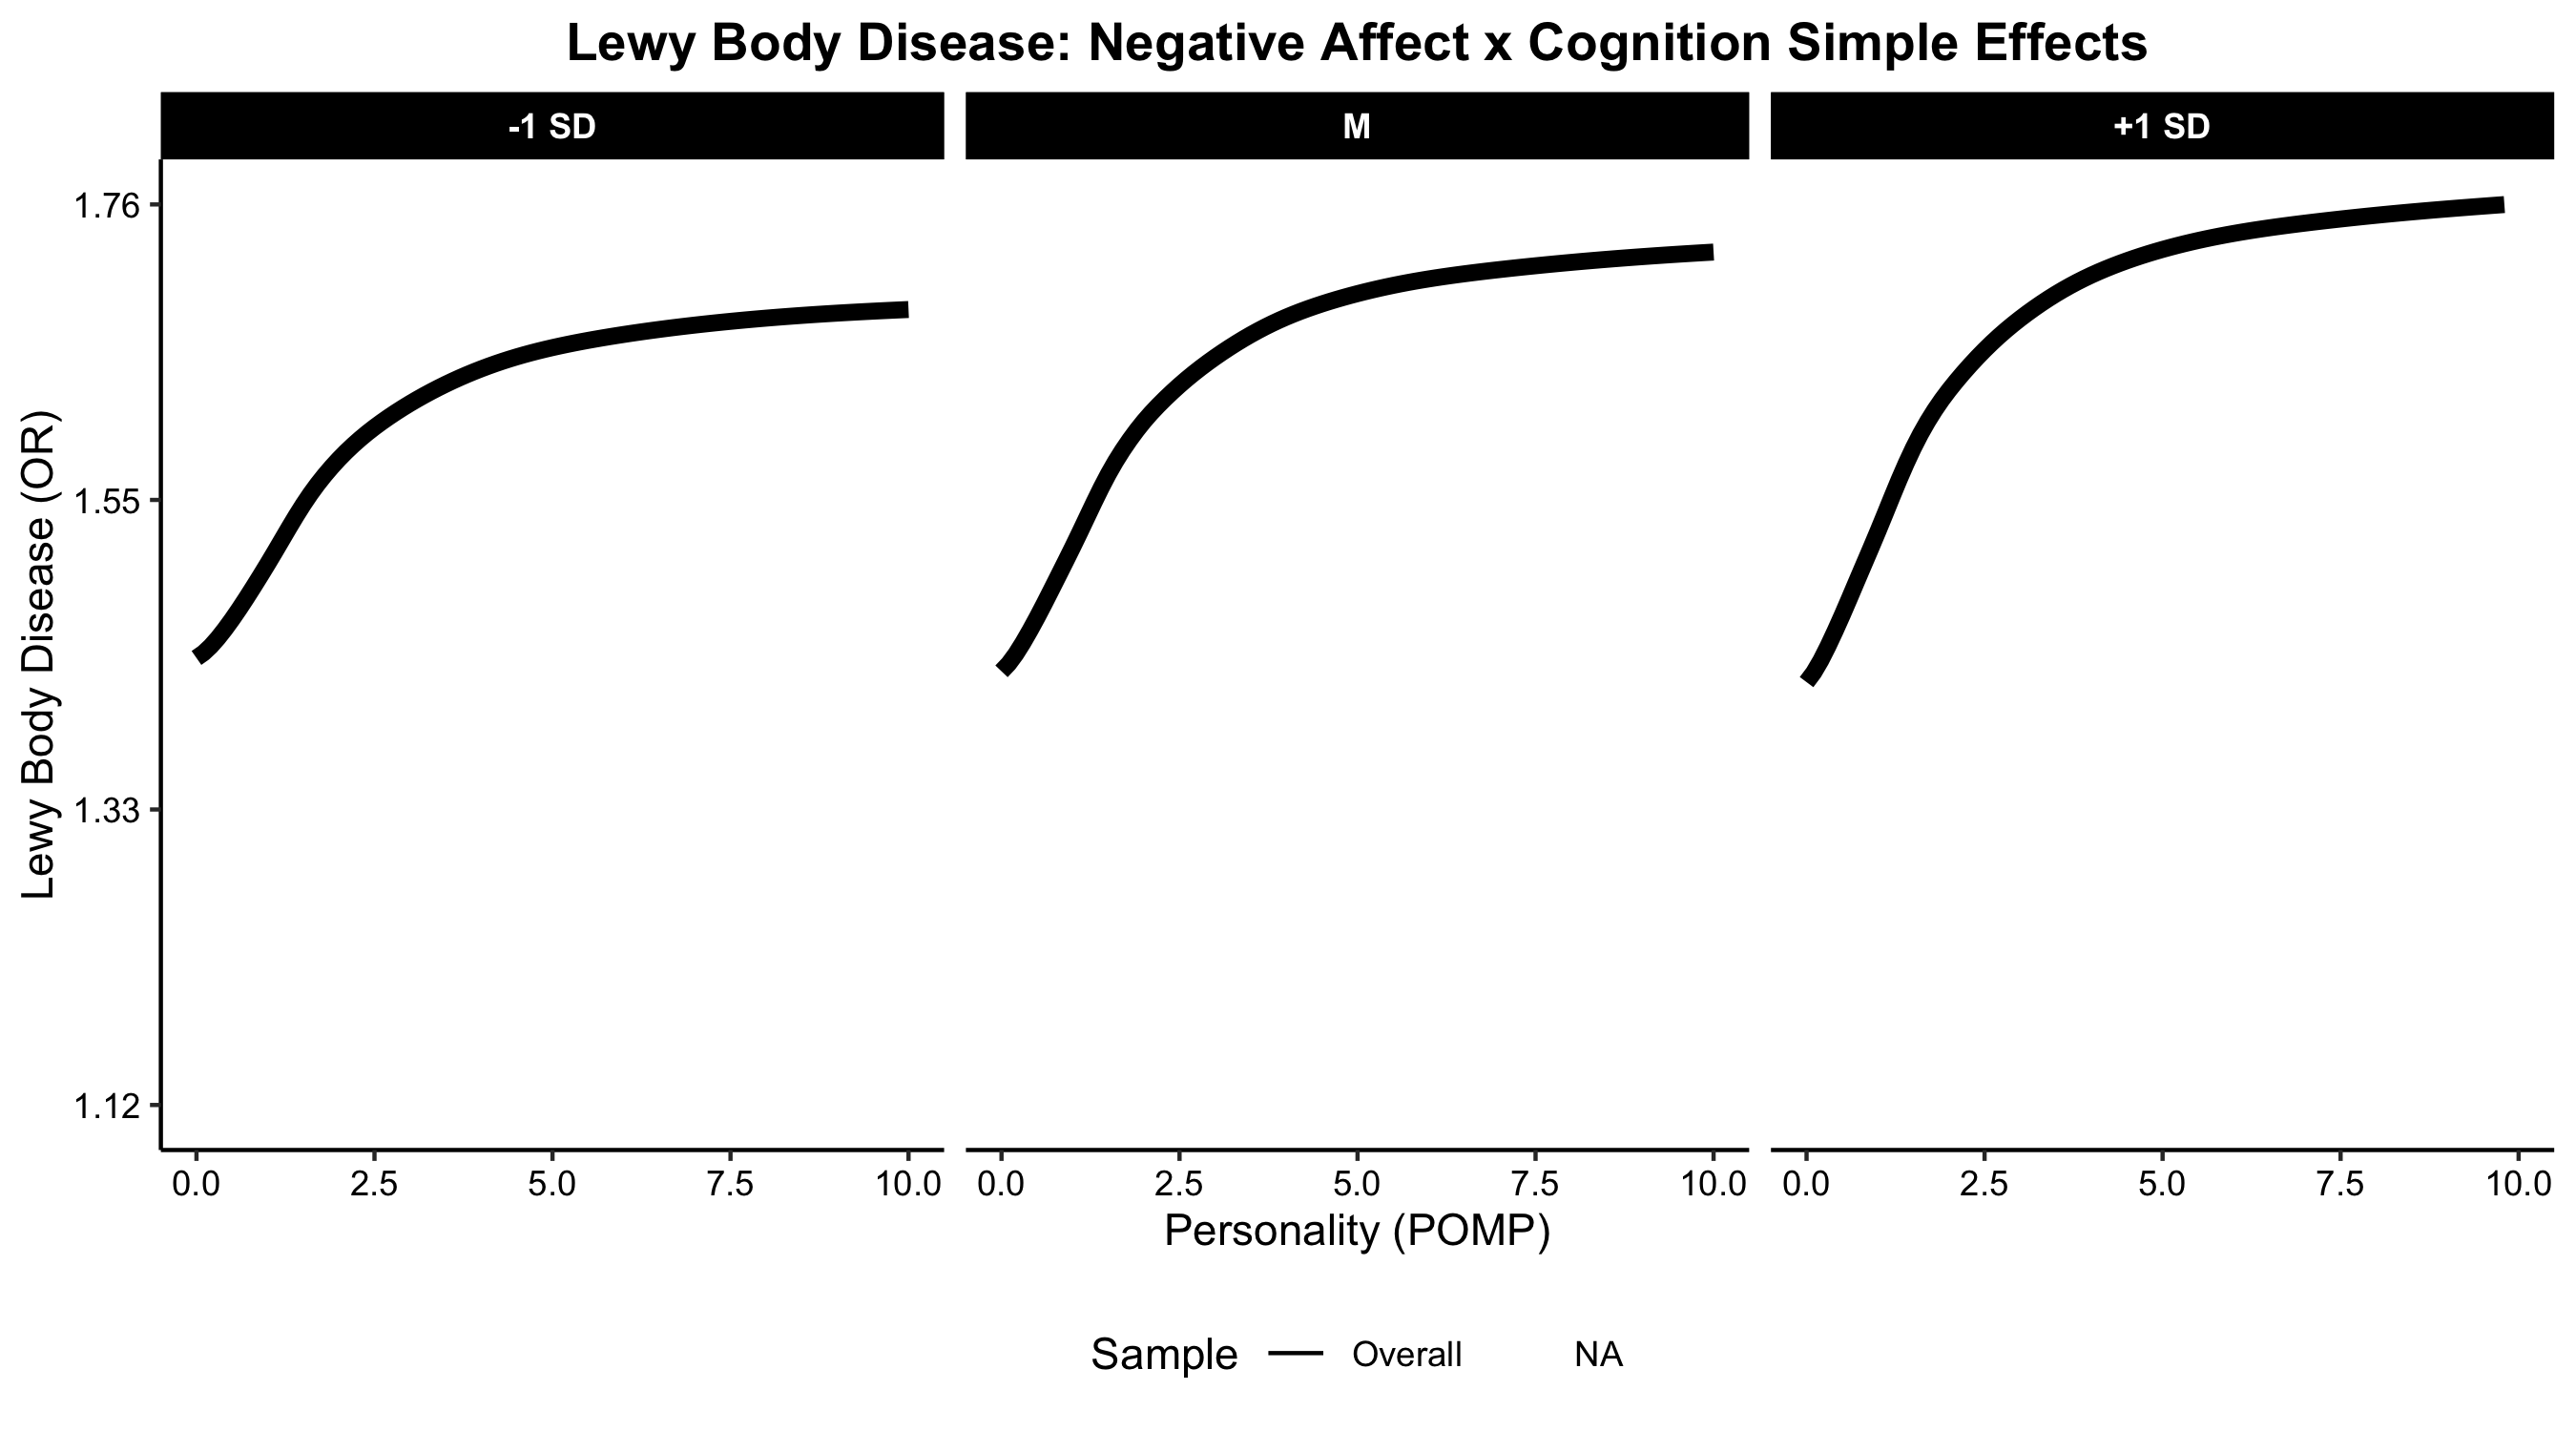 Lewy Body Disease: Negative Affect x Cognition Simple Effects
-1 SD M +1 SD
Lewy Body Disease (OR)
1.76
1.55
1.33
1.12
0.0 2.5 5.0 7.5 10.0 0.0 2.5 5.0 7.5 10.0 0.0 2.5 5.0 7.5 10.0
Personality (POMP)
Sample Overall NA